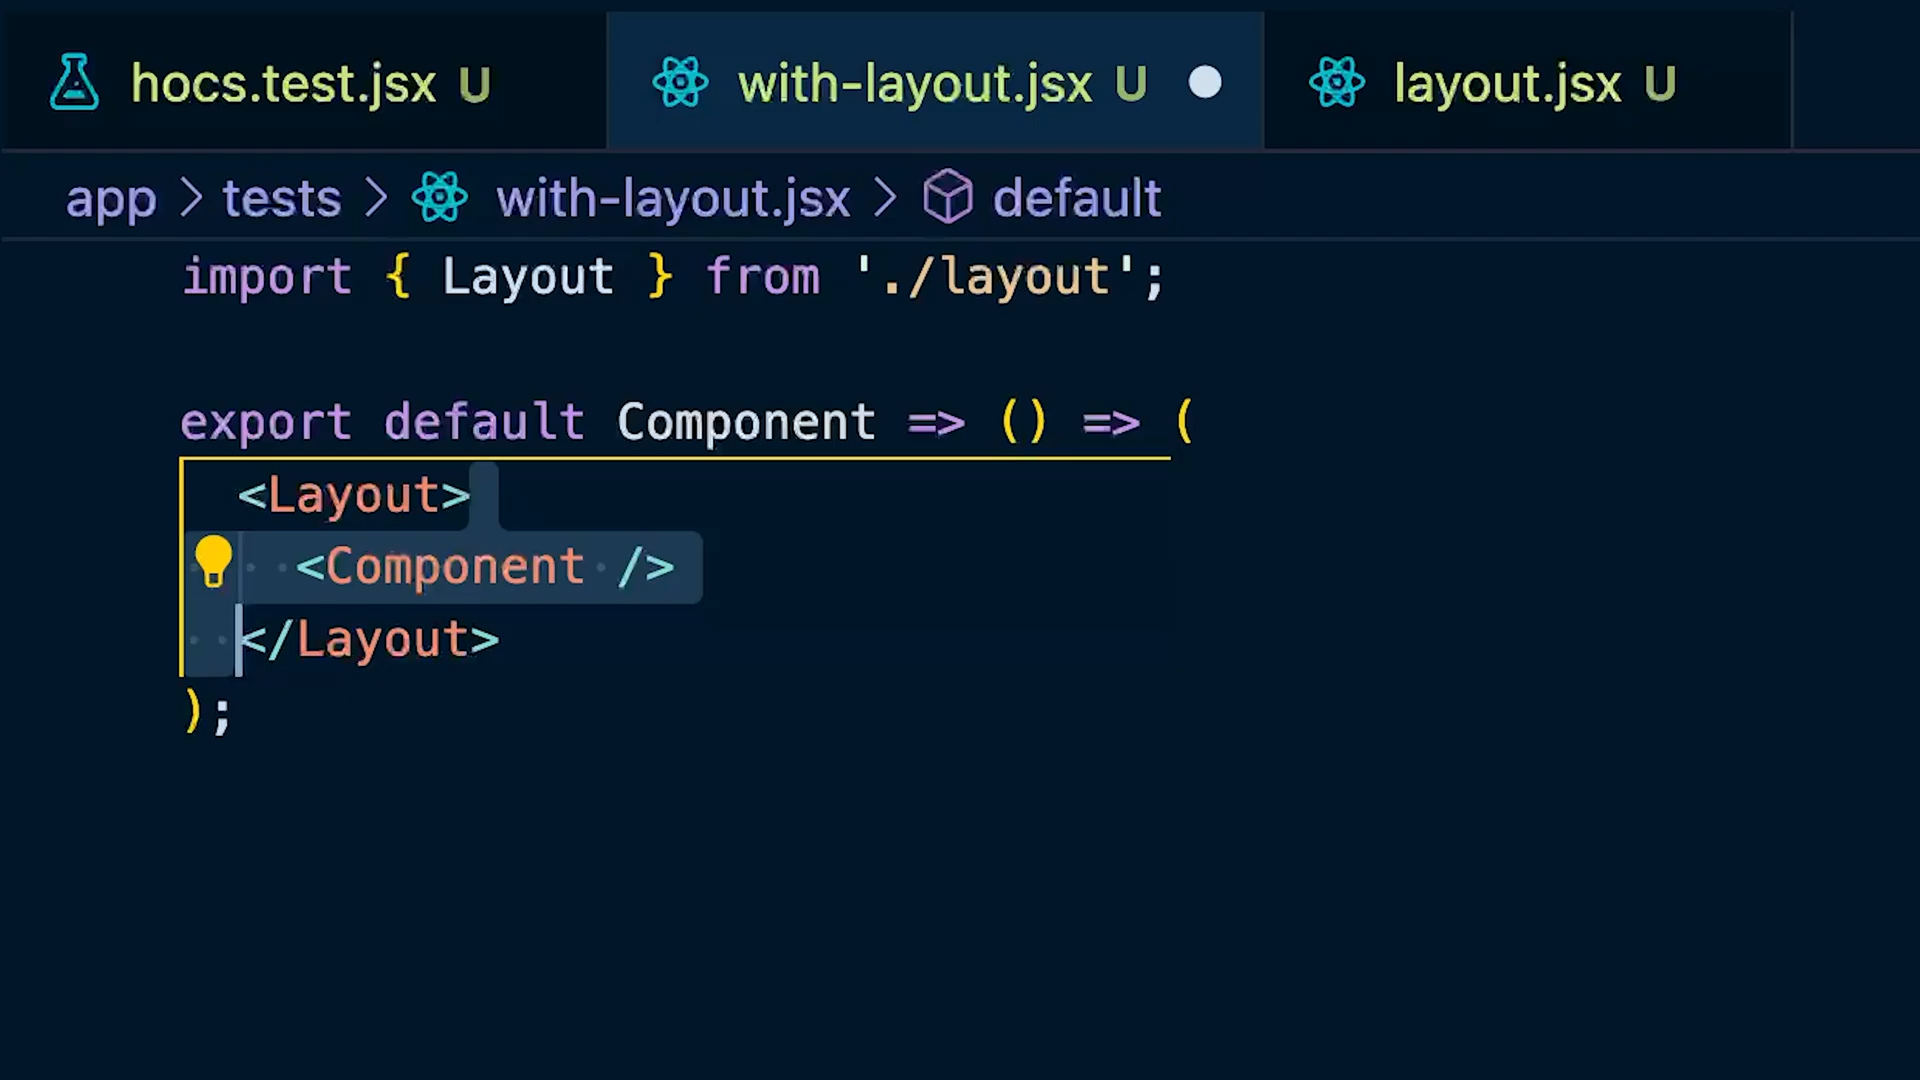 hocs.test.jsx U with-layout.jsx U layout.jsx U
app > tests > with-layout.jsx > default
import { Layout } from './layout';
export default Component => () => (
<Layout>
<Component />
</Layout>
);